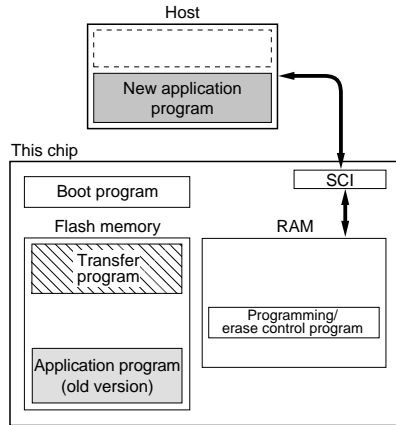 Host
New application
program
This chip
Boot program
SCI
Flash memory
RAM
Transfer
program
Programming/
erase control program
Application program
(old version)